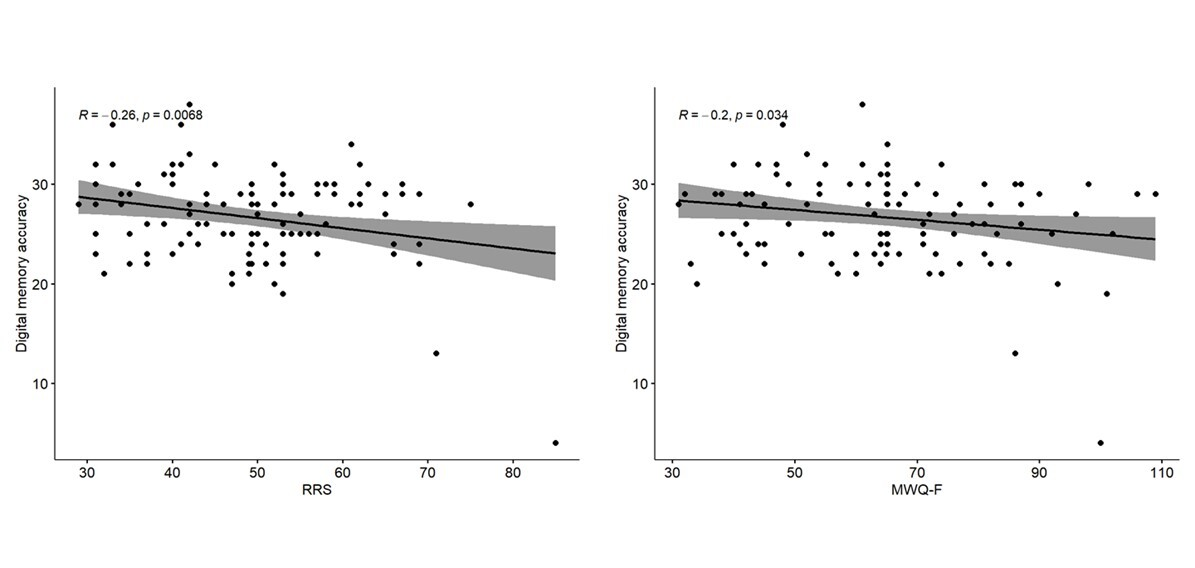 R = −0.26, p = 0.0068
Digital memory accuracy
30
20
10
30 40 50 60 70 80
RRS
R = −0.2, p = 0.034
Digital memory accuracy
30
20
10
30 50 70 90 110
MWQ-F